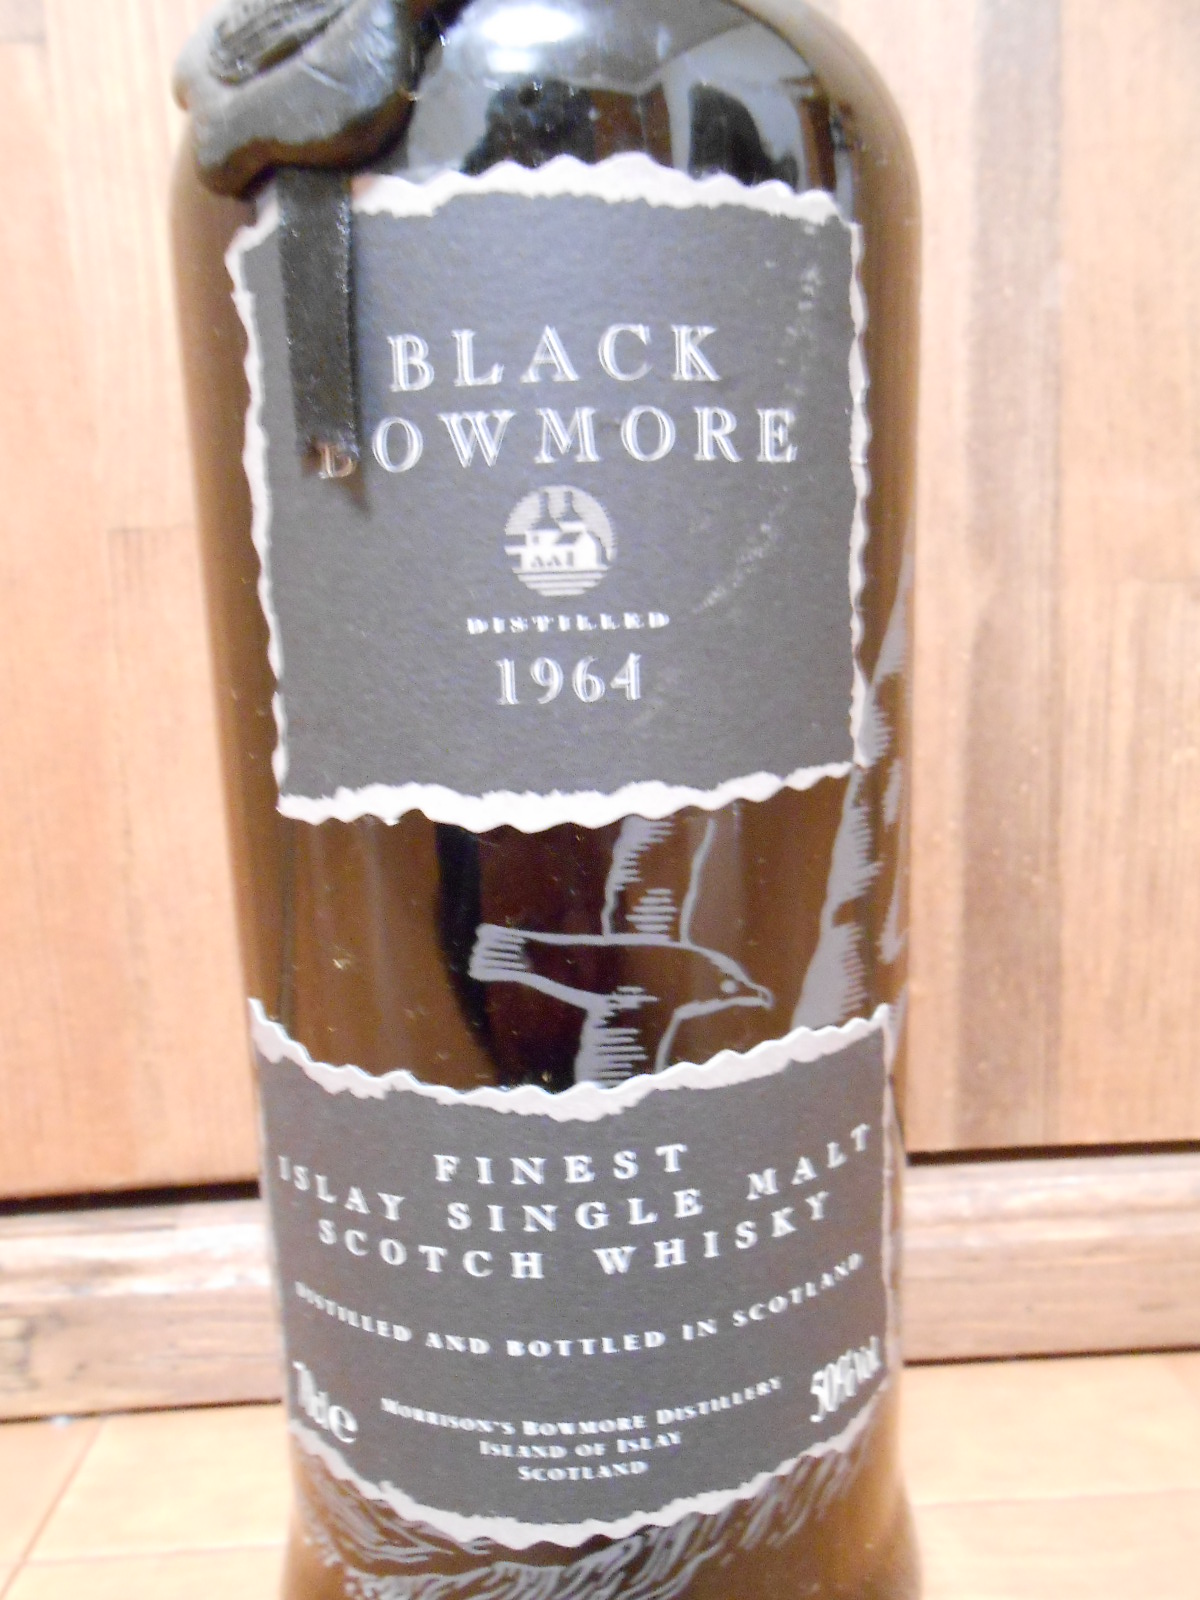 BLACK
BOWMORE
DISTILLED
1964
FINEST
ISLAY SINGLE MALT
SCOTCH WHISKY
DISTILLED AND BOTTLED IN SCOTLAND
70cl e
50%Vol.
MORRISON'S BOWMORE DISTILLERY
ISLAND OF ISLAY
SCOTLAND